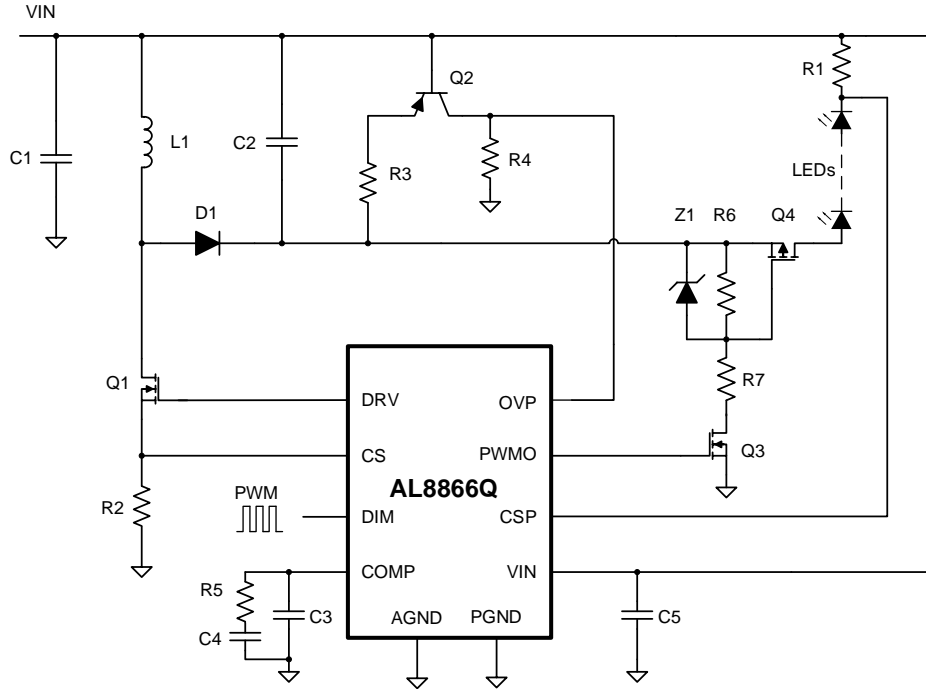 VIN
R1
Q2
C1
L1
C2
R3
R4
LEDs
D1
Z1
R6
Q4
Q1
DRV
OVP
R7
CS
PWMO
Q3
AL8866Q
R2
PWM
DIM
CSP
COMP
VIN
R5
C3
C4
AGND
PGND
C5